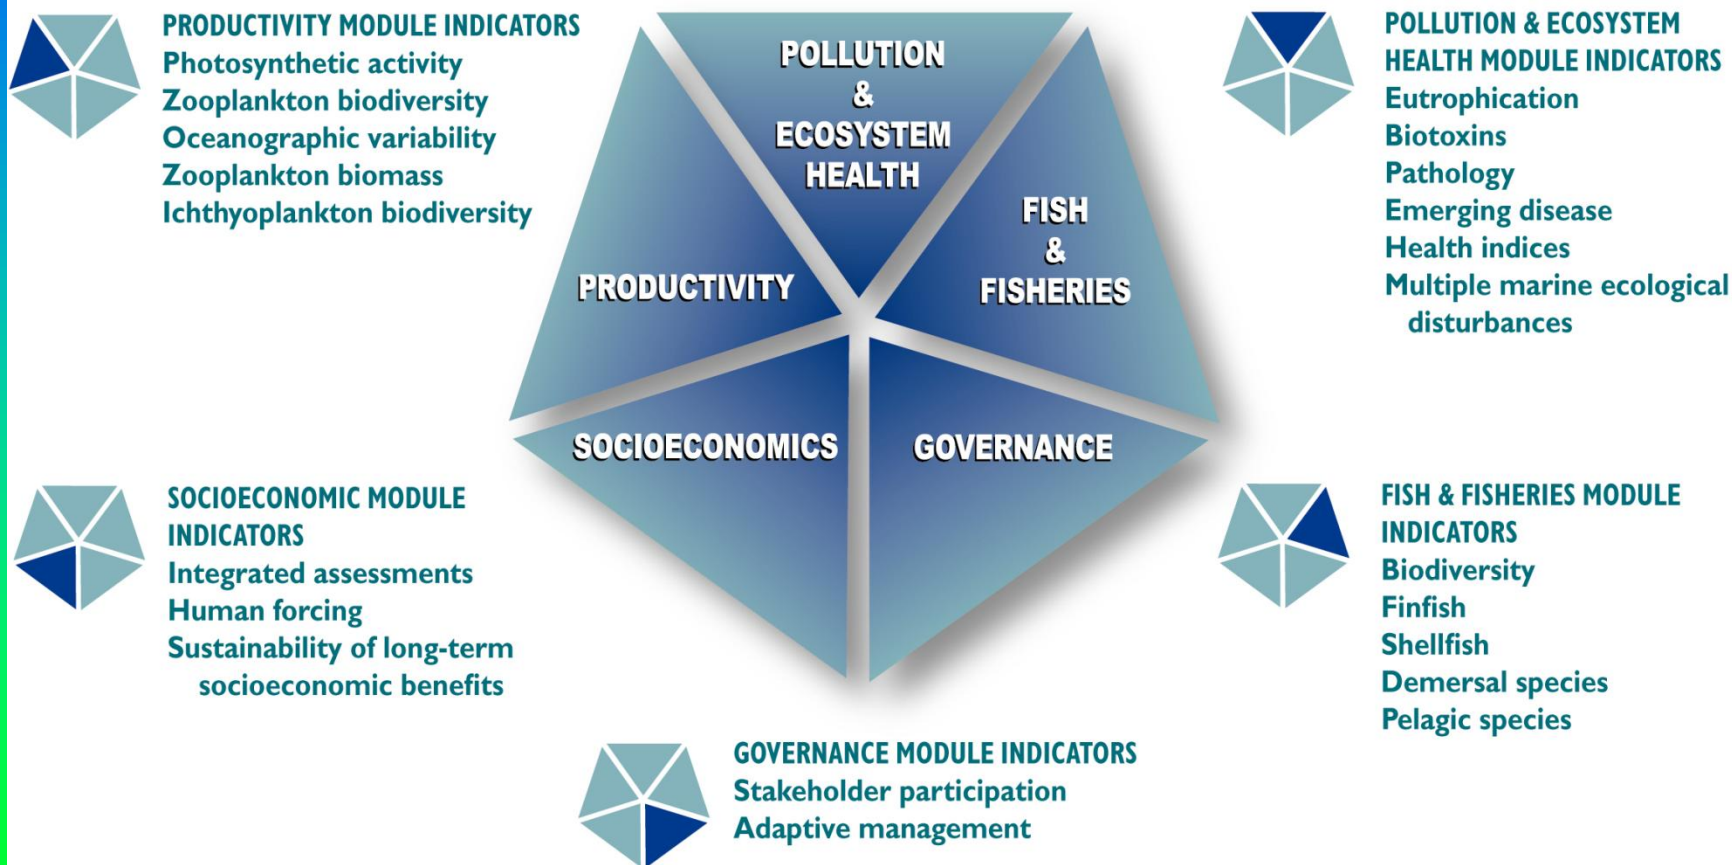 PRODUCTIVITY MODULE INDICATORS
Photosynthetic activity
Zooplankton biodiversity
Oceanographic variability
Zooplankton biomass
Ichthyoplankton biodiversity
POLLUTION
&
ECOSYSTEM
HEALTH
FISH
&
FISHERIES
PRODUCTIVITY
SOCIOECONOMICS
GOVERNANCE
POLLUTION & ECOSYSTEM
HEALTH MODULE INDICATORS
Eutrophication
Biotoxins
Pathology
Emerging disease
Health indices
Multiple marine ecological
disturbances
SOCIOECONOMIC MODULE
INDICATORS
Integrated assessments
Human forcing
Sustainability of long-term
socioeconomic benefits
FISH & FISHERIES MODULE
INDICATORS
Biodiversity
Finfish
Shellfish
Demersal species
Pelagic species
GOVERNANCE MODULE INDICATORS
Stakeholder participation
Adaptive management